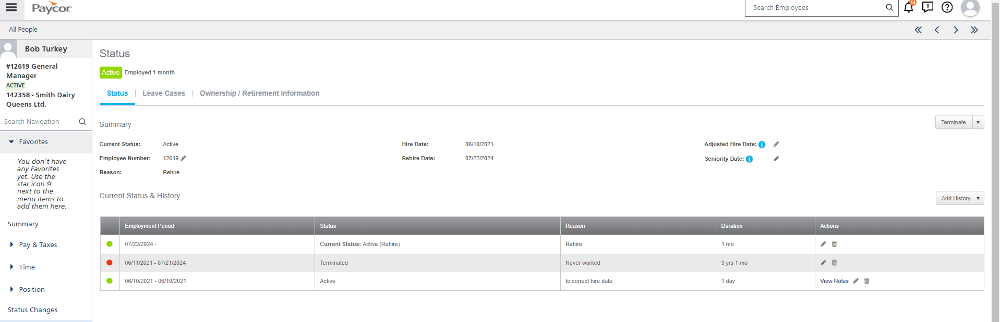 Paycor
Search Employees
14
All People
Bob Turkey
#12619 General
Manager
ACTIVE
142358 - Smith Dairy
Queens Ltd.
Search Navigation
Favorites
You don't have
any Favorites
yet. Use the
star icon ☆
next to the
menu items to
add them here.
Summary
Pay & Taxes
Time
Position
Status Changes
Status
Active Employed 1 month
Status | Leave Cases | Ownership / Retirement Information
Summary
Terminate
Current Status: Active Hire Date: 06/10/2021 Adjusted Hire Date:
Employee Number: 12619 Rehire Date: 07/22/2024 Seniority Date:
Reason: Rehire
Current Status & History
Add History
Employment Period Status Reason Duration Actions
07/22/2024 - Current Status: Active (Rehire) Rehire 1 mo
06/11/2021 - 07/21/2024 Terminated Never worked 3 yrs 1 mo
06/10/2021 - 06/10/2021 Active to correct hire date 1 day View Notes